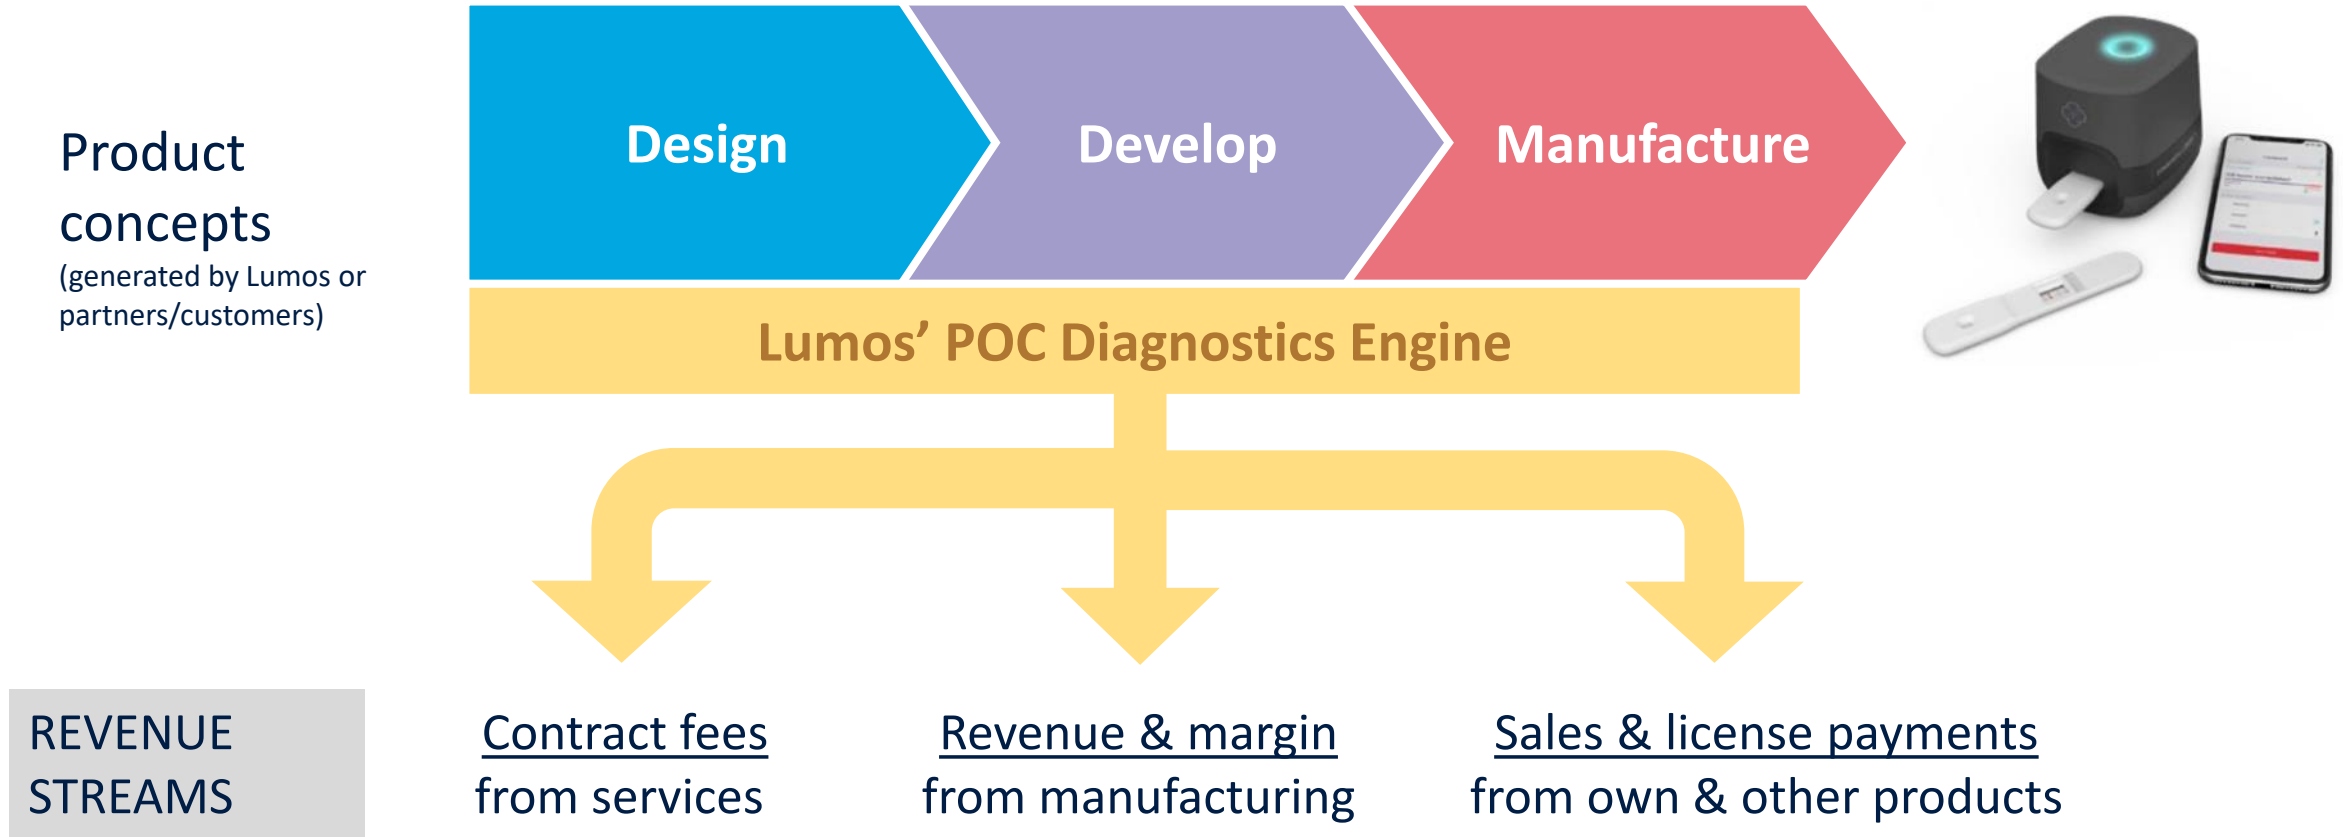 Product
concepts
(generated by Lumos or
partners/customers)
Design
Develop
Manufacture
Lumos’ POC Diagnostics Engine
REVENUE
STREAMS
Contract fees
from services
Revenue & margin
from manufacturing
Sales & license payments
from own & other products